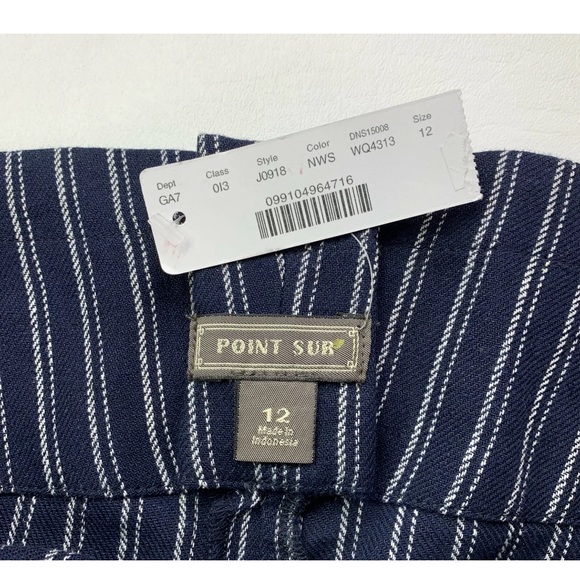 Dept Class Style Color DNS15008 Size
GA7 0I3 J0918 NWS WQ4313 12
099104964716
POINT SUR
12
Made in
Indonesia